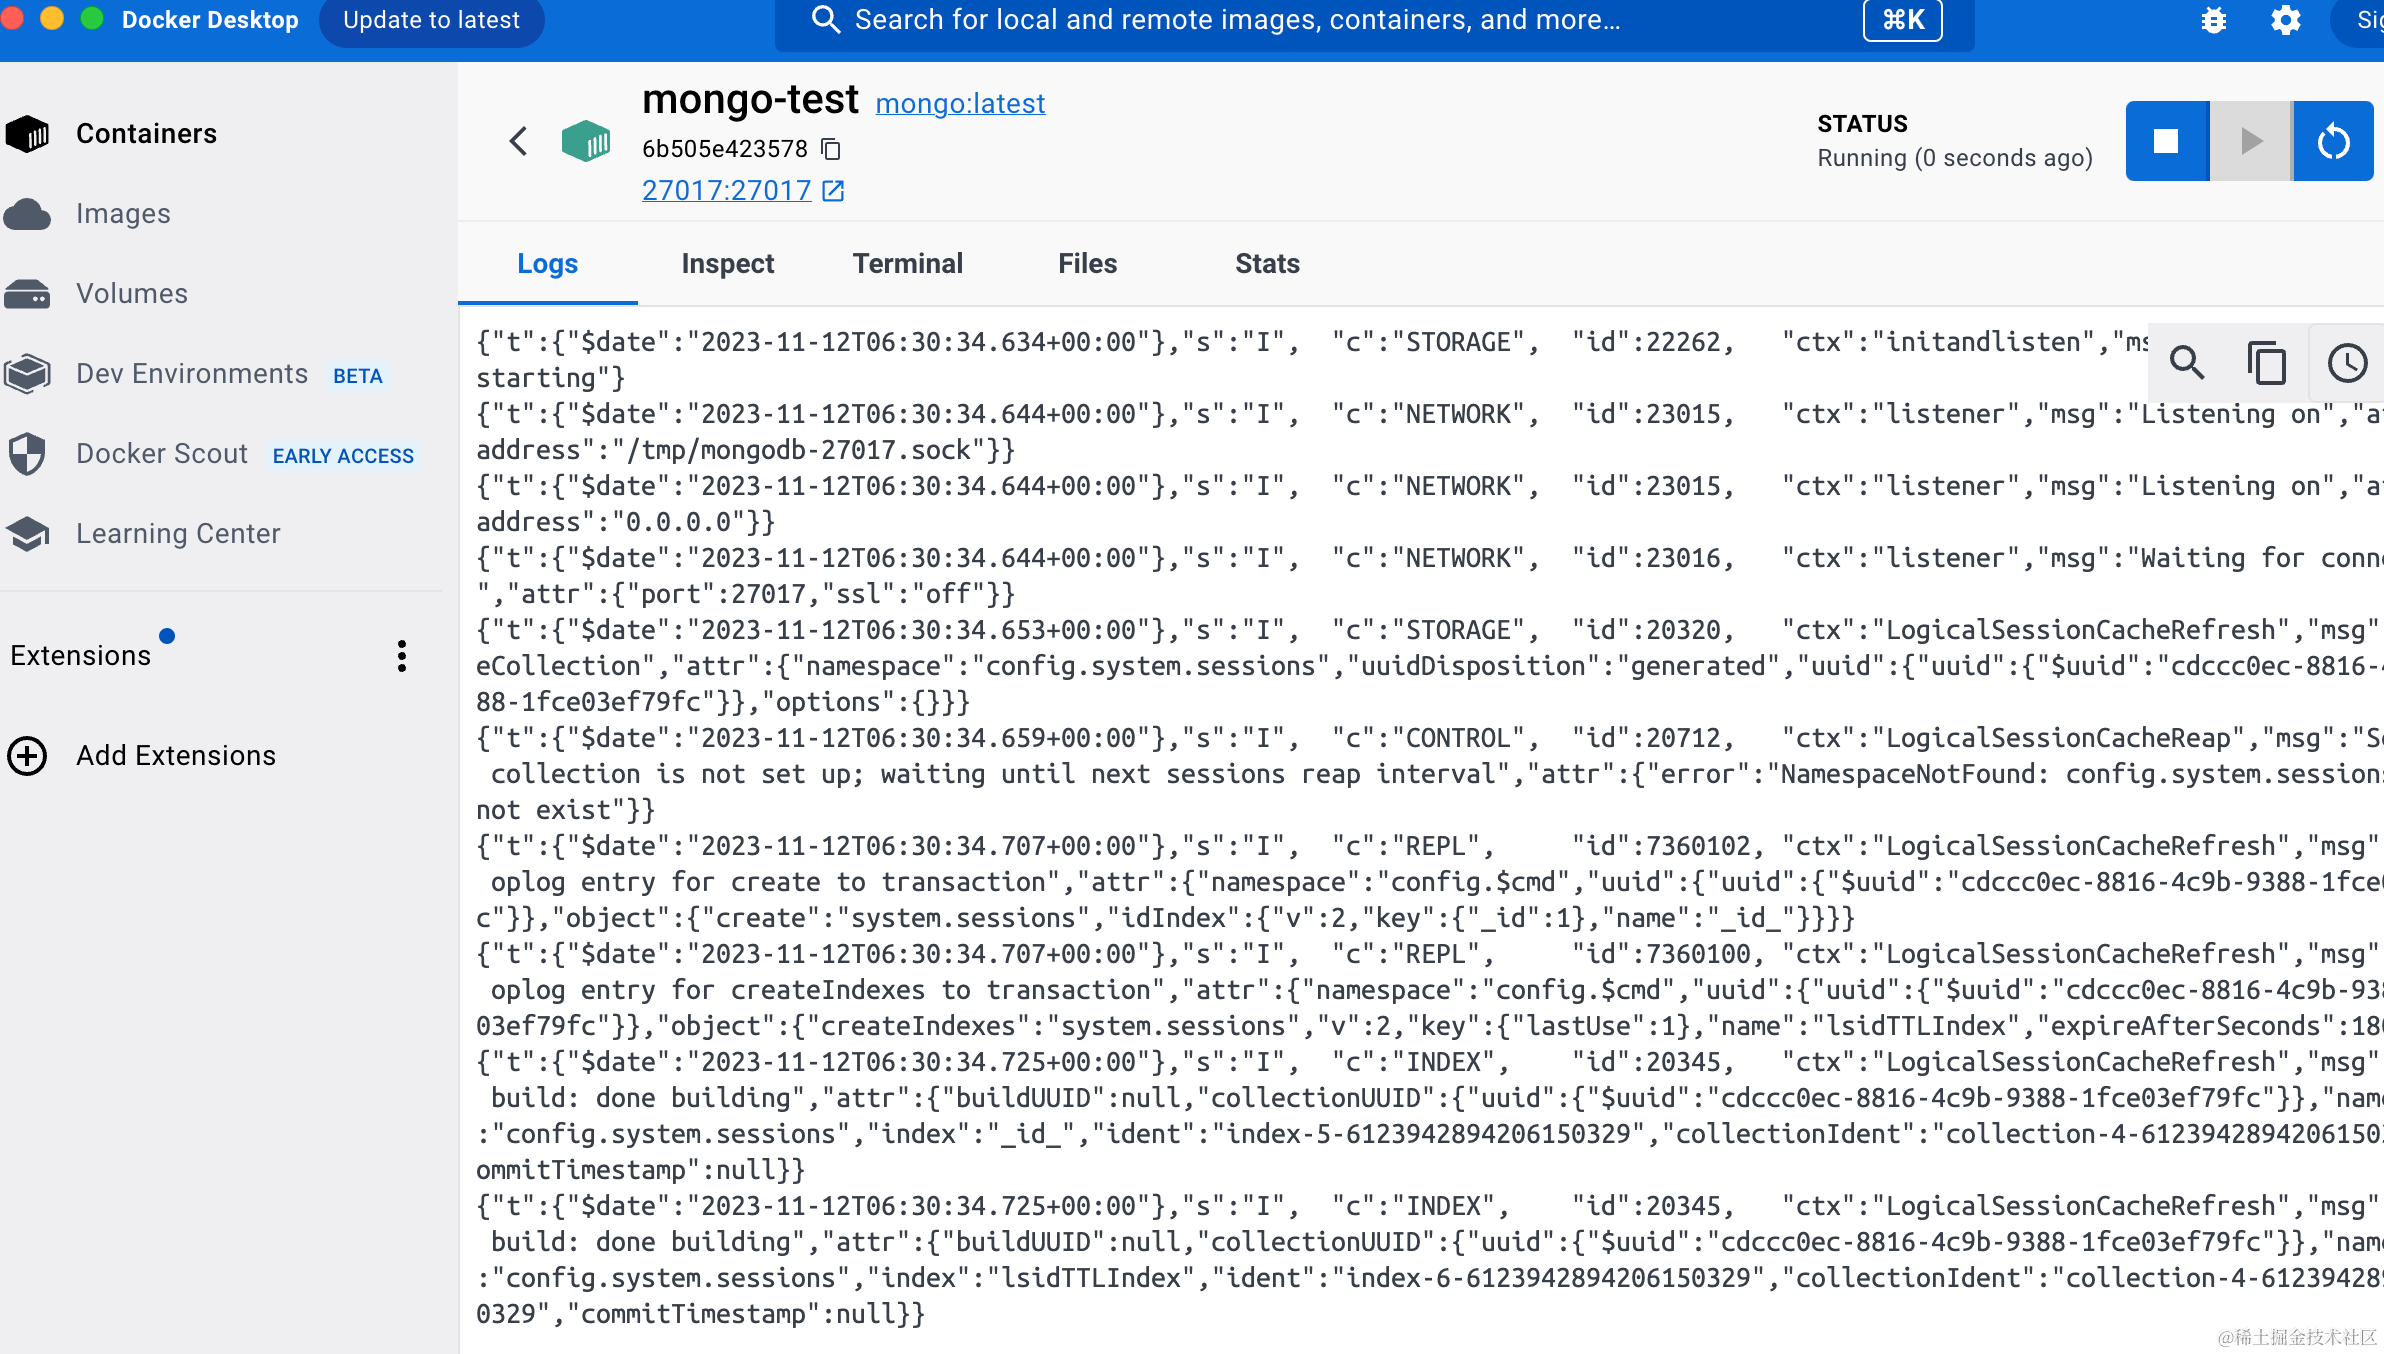 Docker Desktop Update to latest Search for local and remote images, containers, and more... ⌘K
mongo-test mongo:latest
6b505e423578
27017:27017
STATUS
Running (0 seconds ago)
Containers
Images
Volumes
Dev Environments BETA
Docker Scout EARLY ACCESS
Learning Center
Extensions
Add Extensions
Logs Inspect Terminal Files Stats
{"t":{"$date":"2023-11-12T06:30:34.634+00:00"},"s":"I", "c":"STORAGE", "id":22262, "ctx":"initandlisten","ms
starting"}
{"t":{"$date":"2023-11-12T06:30:34.644+00:00"},"s":"I", "c":"NETWORK", "id":23015, "ctx":"listener","msg":"Listening on","a
address":"/tmp/mongodb-27017.sock"}}
{"t":{"$date":"2023-11-12T06:30:34.644+00:00"},"s":"I", "c":"NETWORK", "id":23015, "ctx":"listener","msg":"Listening on","a
address":"0.0.0.0"}}
{"t":{"$date":"2023-11-12T06:30:34.644+00:00"},"s":"I", "c":"NETWORK", "id":23016, "ctx":"listener","msg":"Waiting for conn
","attr":{"port":27017,"ssl":"off"}}
{"t":{"$date":"2023-11-12T06:30:34.653+00:00"},"s":"I", "c":"STORAGE", "id":20320, "ctx":"LogicalSessionCacheRefresh","msg"
eCollection","attr":{"namespace":"config.system.sessions","uuidDisposition":"generated","uuid":{"uuid":{"$uuid":"cdccc0ec-8816-
88-1fce03ef79fc"}},"options":{}}}
{"t":{"$date":"2023-11-12T06:30:34.659+00:00"},"s":"I", "c":"CONTROL", "id":20712, "ctx":"LogicalSessionCacheReap","msg":"S
collection is not set up; waiting until next sessions reap interval","attr":{"error":"NamespaceNotFound: config.system.sessions
not exist"}}
{"t":{"$date":"2023-11-12T06:30:34.707+00:00"},"s":"I", "c":"REPL", "id":7360102, "ctx":"LogicalSessionCacheRefresh","msg"
oplog entry for create to transaction","attr":{"namespace":"config.$cmd","uuid":{"uuid":{"$uuid":"cdccc0ec-8816-4c9b-9388-1fce
c"}},"object":{"create":"system.sessions","idIndex":{"v":2,"key":{"_id":1},"name":"_id_"}}}}
{"t":{"$date":"2023-11-12T06:30:34.707+00:00"},"s":"I", "c":"REPL", "id":7360100, "ctx":"LogicalSessionCacheRefresh","msg"
oplog entry for createIndexes to transaction","attr":{"namespace":"config.$cmd","uuid":{"uuid":{"$uuid":"cdccc0ec-8816-4c9b-93
03ef79fc"}},"object":{"createIndexes":"system.sessions","v":2,"key":{"lastUse":1},"name":"lsidTTLIndex","expireAfterSeconds":18
{"t":{"$date":"2023-11-12T06:30:34.725+00:00"},"s":"I", "c":"INDEX", "id":20345, "ctx":"LogicalSessionCacheRefresh","msg"
build: done building","attr":{"buildUUID":null,"collectionUUID":{"uuid":{"$uuid":"cdccc0ec-8816-4c9b-9388-1fce03ef79fc"}},"nam
:"config.system.sessions","index":"_id_","ident":"index-5-6123942894206150329","collectionIdent":"collection-4-6123942894206150
ommitTimestamp":null}}
{"t":{"$date":"2023-11-12T06:30:34.725+00:00"},"s":"I", "c":"INDEX", "id":20345, "ctx":"LogicalSessionCacheRefresh","msg"
build: done building","attr":{"buildUUID":null,"collectionUUID":{"uuid":{"$uuid":"cdccc0ec-8816-4c9b-9388-1fce03ef79fc"}},"nam
:"config.system.sessions","index":"lsidTTLIndex","ident":"index-6-6123942894206150329","collectionIdent":"collection-4-61239428
0329","commitTimestamp":null}}
@稀土掘金技术社区